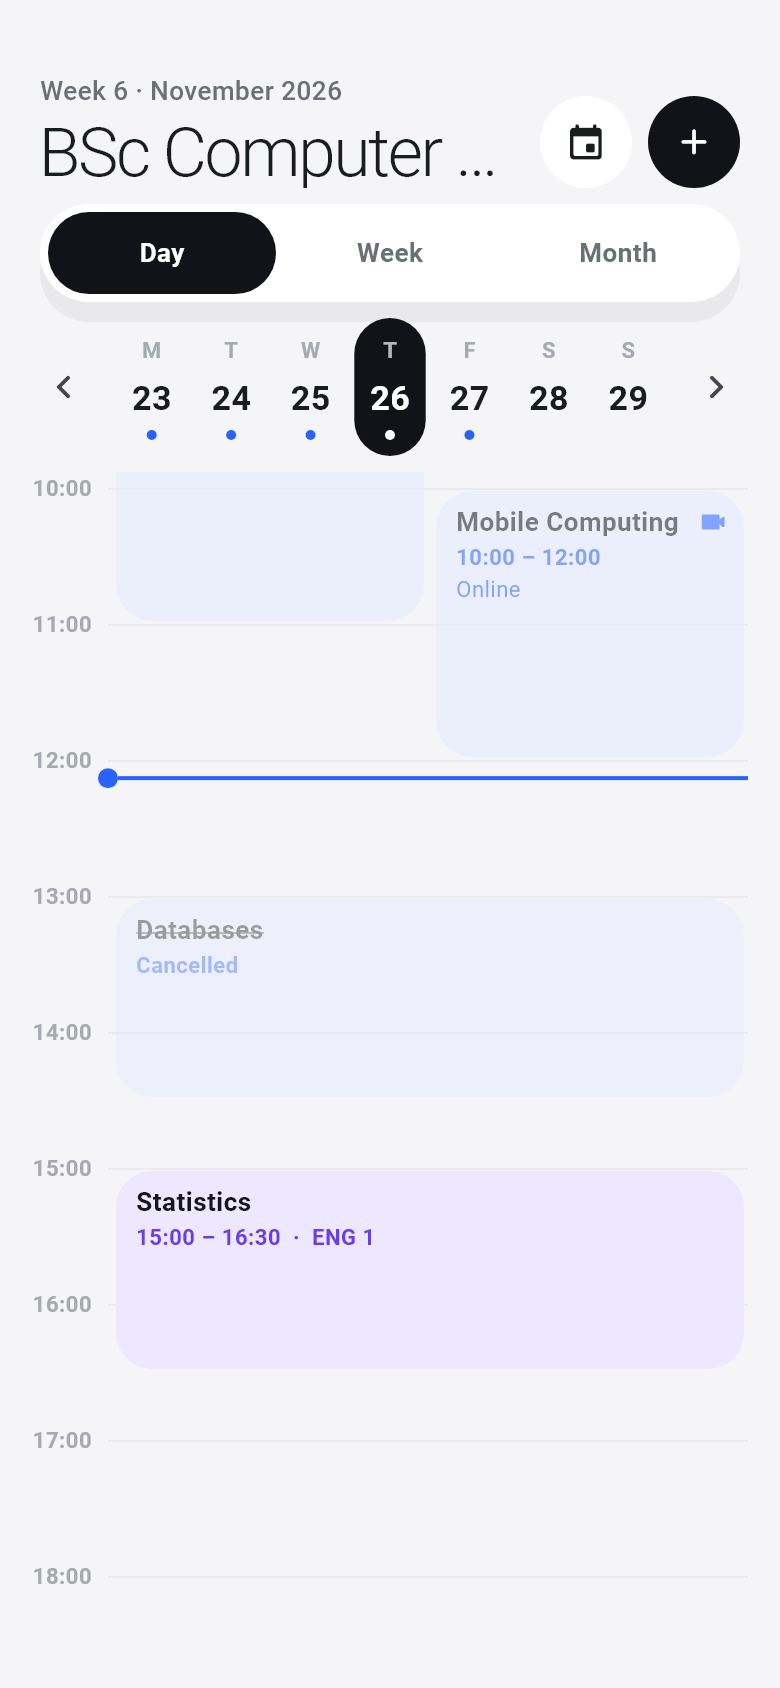 Week 6 · November 2026
BSc Computer ...
Day Week Month
M T W T F S S
23 24 25 26 27 28 29
10:00
Mobile Computing
10:00 – 12:00
Online
11:00
12:00
13:00
Databases
Cancelled
14:00
15:00
Statistics
15:00 – 16:30 · ENG 1
16:00
17:00
18:00